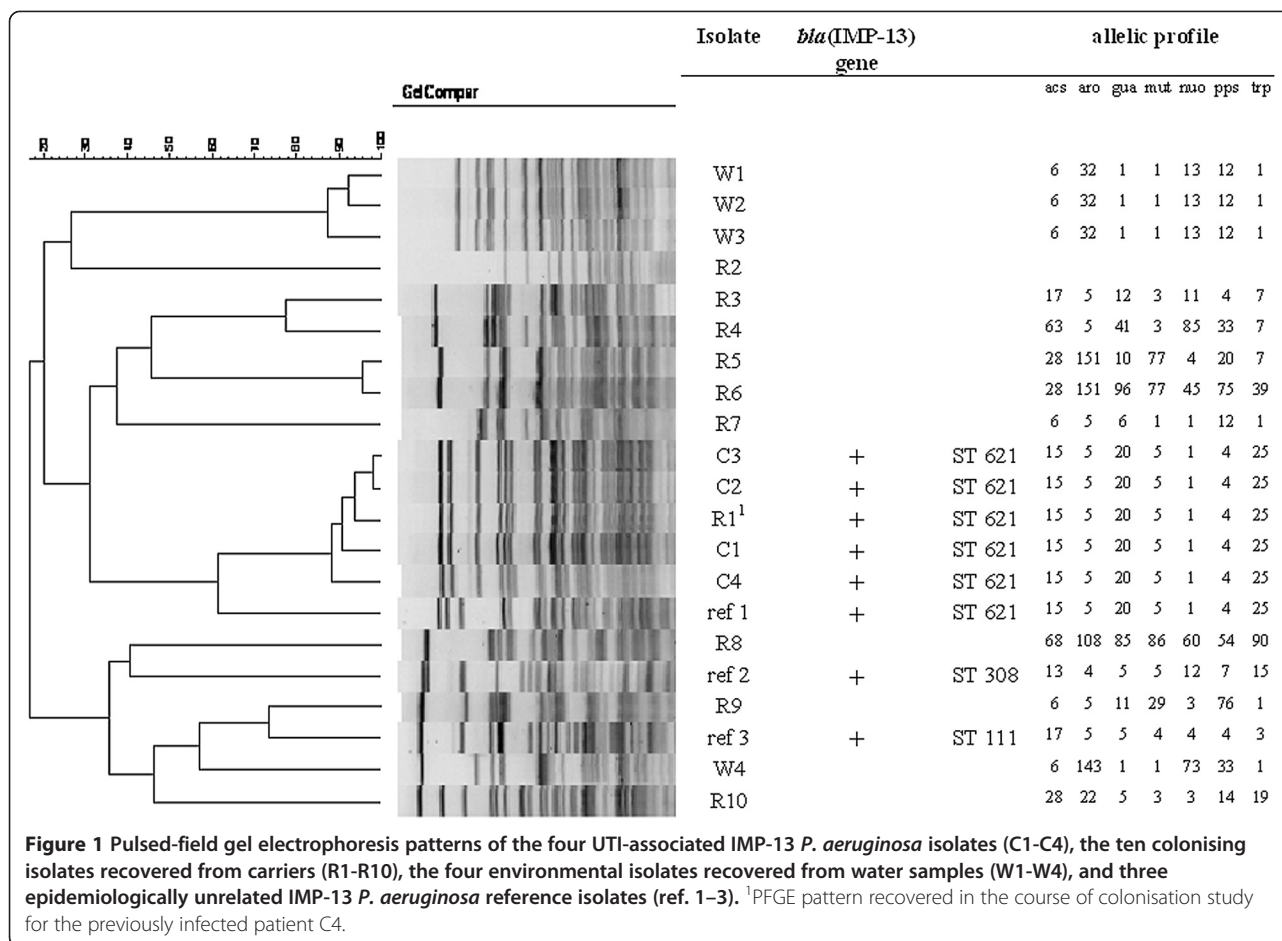 Isolate bla(IMP-13) gene allelic profile
GelCompar
acs aro gua mut nuo pps trp
20 30 40 50 60 70 80 90 100
W1 6 32 1 1 13 12 1
W2 6 32 1 1 13 12 1
W3 6 32 1 1 13 12 1
R2
R3 17 5 12 3 11 4 7
R4 63 5 41 3 85 33 7
R5 28 151 10 77 4 20 7
R6 28 151 96 77 45 75 39
R7 6 5 6 1 1 12 1
C3 + ST 621 15 5 20 5 1 4 25
C2 + ST 621 15 5 20 5 1 4 25
R1¹ + ST 621 15 5 20 5 1 4 25
C1 + ST 621 15 5 20 5 1 4 25
C4 + ST 621 15 5 20 5 1 4 25
ref 1 + ST 621 15 5 20 5 1 4 25
R8 68 108 85 86 60 54 90
ref 2 + ST 308 13 4 5 5 12 7 15
R9 6 5 11 29 3 76 1
ref 3 + ST 111 17 5 5 4 4 4 3
W4 6 143 1 1 73 33 1
R10 28 22 5 3 3 14 19
Figure 1 Pulsed-field gel electrophoresis patterns of the four UTI-associated IMP-13 P. aeruginosa isolates (C1-C4), the ten colonising
isolates recovered from carriers (R1-R10), the four environmental isolates recovered from water samples (W1-W4), and three
epidemiologically unrelated IMP-13 P. aeruginosa reference isolates (ref. 1–3). ¹PFGE pattern recovered in the course of colonisation study
for the previously infected patient C4.